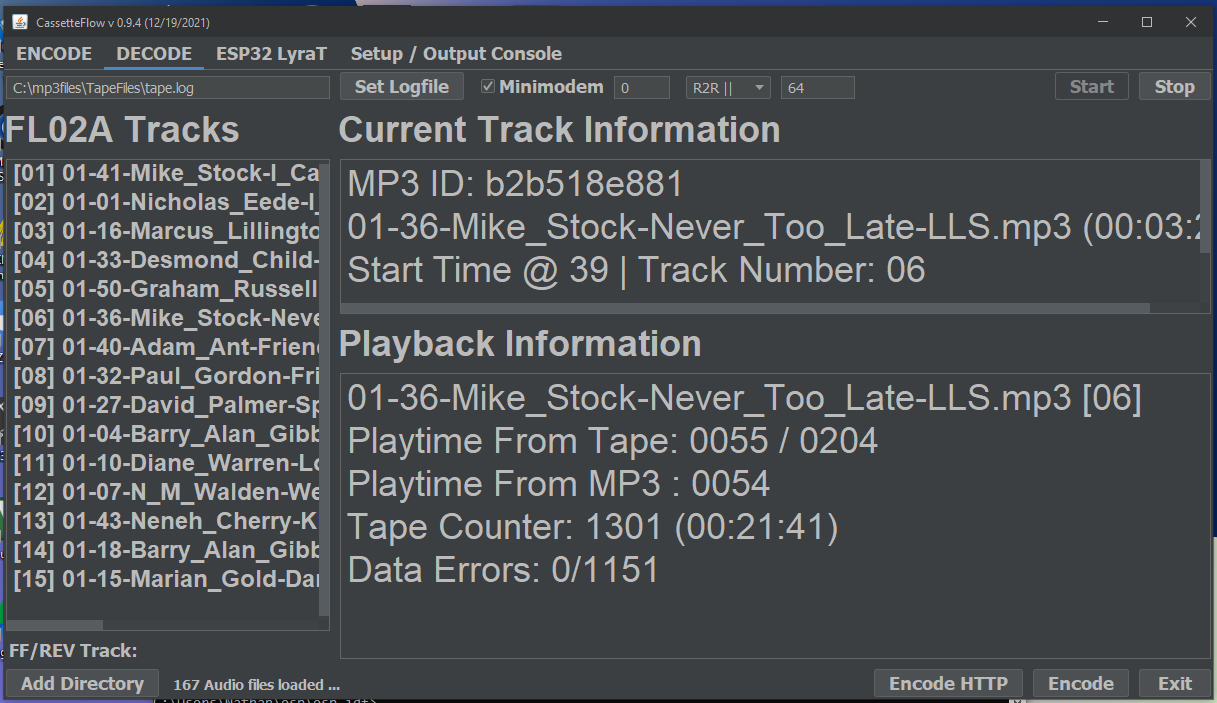 CassetteFlow v 0.9.4 (12/19/2021)
ENCODE DECODE ESP32 LyraT Setup / Output Console
C:\mp3files\TapeFiles\tape.log Set Logfile Minimodem 0 R2R || 64 Start Stop
FL02A Tracks
[01] 01-41-Mike_Stock-I_Ca
[02] 01-01-Nicholas_Eede-I_
[03] 01-16-Marcus_Lillingto
[04] 01-33-Desmond_Child-
[05] 01-50-Graham_Russell
[06] 01-36-Mike_Stock-Neve
[07] 01-40-Adam_Ant-Friend
[08] 01-32-Paul_Gordon-Fri
[09] 01-27-David_Palmer-Sp
[10] 01-04-Barry_Alan_Gibb
[11] 01-10-Diane_Warren-Lo
[12] 01-07-N_M_Walden-We
[13] 01-43-Neneh_Cherry-K
[14] 01-18-Barry_Alan_Gibb
[15] 01-15-Marian_Gold-Dan
FF/REV Track:
Current Track Information
MP3 ID: b2b518e881
01-36-Mike_Stock-Never_Too_Late-LLS.mp3 (00:03:2
Start Time @ 39 | Track Number: 06
Playback Information
01-36-Mike_Stock-Never_Too_Late-LLS.mp3 [06]
Playtime From Tape: 0055 / 0204
Playtime From MP3 : 0054
Tape Counter: 1301 (00:21:41)
Data Errors: 0/1151
Add Directory 167 Audio files loaded ... Encode HTTP Encode Exit